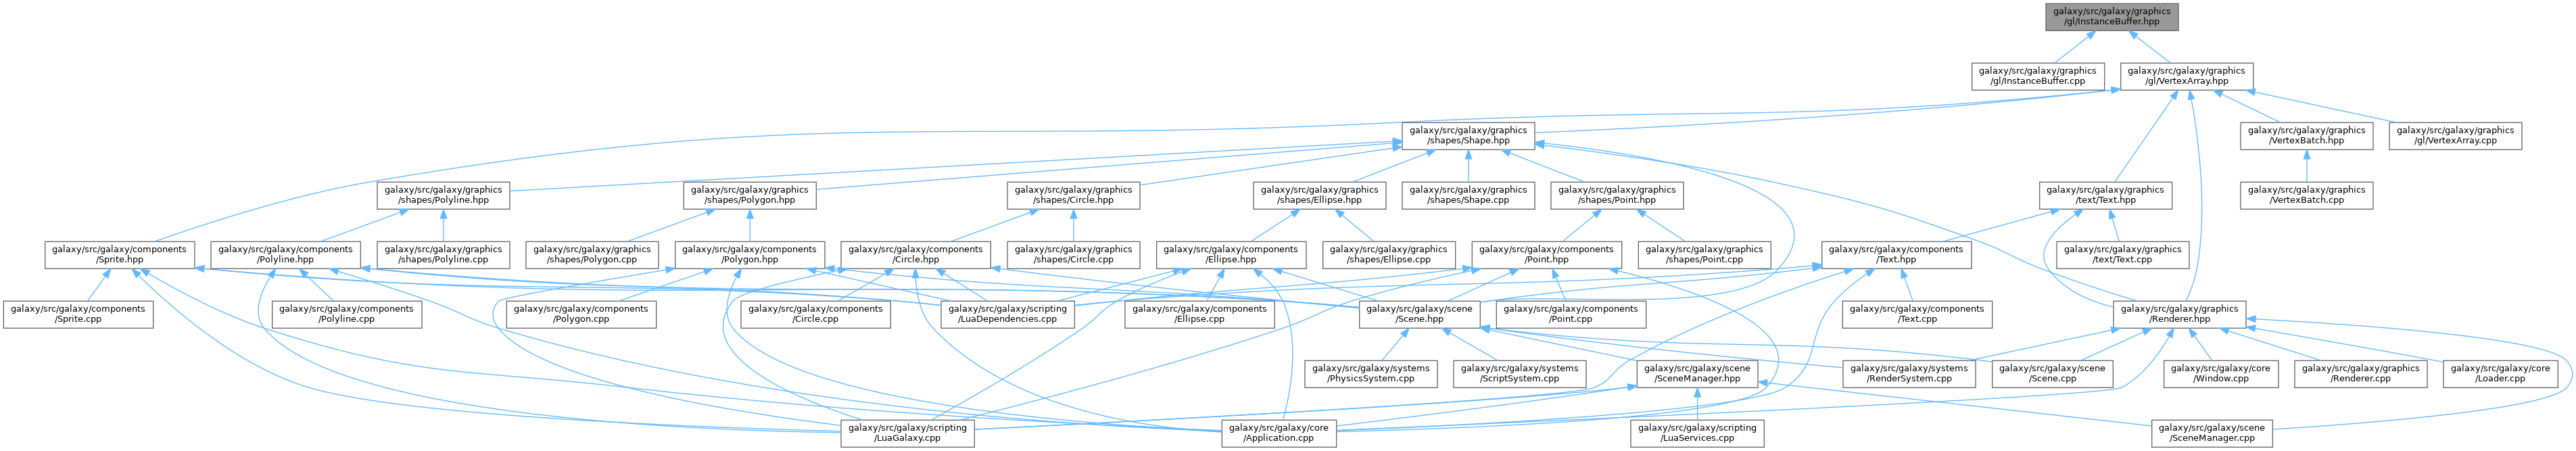 galaxy/src/galaxy/graphics
/gl/InstanceBuffer.hpp
galaxy/src/galaxy/graphics
/gl/InstanceBuffer.cpp
galaxy/src/galaxy/graphics
/gl/VertexArray.hpp
galaxy/src/galaxy/graphics
/shapes/Shape.hpp
galaxy/src/galaxy/graphics
/VertexBatch.hpp
galaxy/src/galaxy/graphics
/gl/VertexArray.cpp
galaxy/src/galaxy/graphics
/shapes/Polyline.hpp
galaxy/src/galaxy/graphics
/shapes/Polygon.hpp
galaxy/src/galaxy/graphics
/shapes/Circle.hpp
galaxy/src/galaxy/graphics
/shapes/Ellipse.hpp
galaxy/src/galaxy/graphics
/shapes/Shape.cpp
galaxy/src/galaxy/graphics
/shapes/Point.hpp
galaxy/src/galaxy/graphics
/text/Text.hpp
galaxy/src/galaxy/graphics
/VertexBatch.cpp
galaxy/src/galaxy/components
/Sprite.hpp
galaxy/src/galaxy/components
/Polyline.hpp
galaxy/src/galaxy/graphics
/shapes/Polyline.cpp
galaxy/src/galaxy/graphics
/shapes/Polygon.cpp
galaxy/src/galaxy/components
/Polygon.hpp
galaxy/src/galaxy/components
/Circle.hpp
galaxy/src/galaxy/graphics
/shapes/Circle.cpp
galaxy/src/galaxy/components
/Ellipse.hpp
galaxy/src/galaxy/graphics
/shapes/Ellipse.cpp
galaxy/src/galaxy/components
/Point.hpp
galaxy/src/galaxy/graphics
/shapes/Point.cpp
galaxy/src/galaxy/components
/Text.hpp
galaxy/src/galaxy/graphics
/text/Text.cpp
galaxy/src/galaxy/components
/Sprite.cpp
galaxy/src/galaxy/components
/Polyline.cpp
galaxy/src/galaxy/components
/Polygon.cpp
galaxy/src/galaxy/components
/Circle.cpp
galaxy/src/galaxy/scripting
/LuaDependencies.cpp
galaxy/src/galaxy/components
/Ellipse.cpp
galaxy/src/galaxy/scene
/Scene.hpp
galaxy/src/galaxy/components
/Point.cpp
galaxy/src/galaxy/components
/Text.cpp
galaxy/src/galaxy/graphics
/Renderer.hpp
galaxy/src/galaxy/systems
/PhysicsSystem.cpp
galaxy/src/galaxy/systems
/ScriptSystem.cpp
galaxy/src/galaxy/scene
/SceneManager.hpp
galaxy/src/galaxy/systems
/RenderSystem.cpp
galaxy/src/galaxy/scene
/Scene.cpp
galaxy/src/galaxy/core
/Window.cpp
galaxy/src/galaxy/graphics
/Renderer.cpp
galaxy/src/galaxy/core
/Loader.cpp
galaxy/src/galaxy/scripting
/LuaGalaxy.cpp
galaxy/src/galaxy/core
/Application.cpp
galaxy/src/galaxy/scripting
/LuaServices.cpp
galaxy/src/galaxy/scene
/SceneManager.cpp